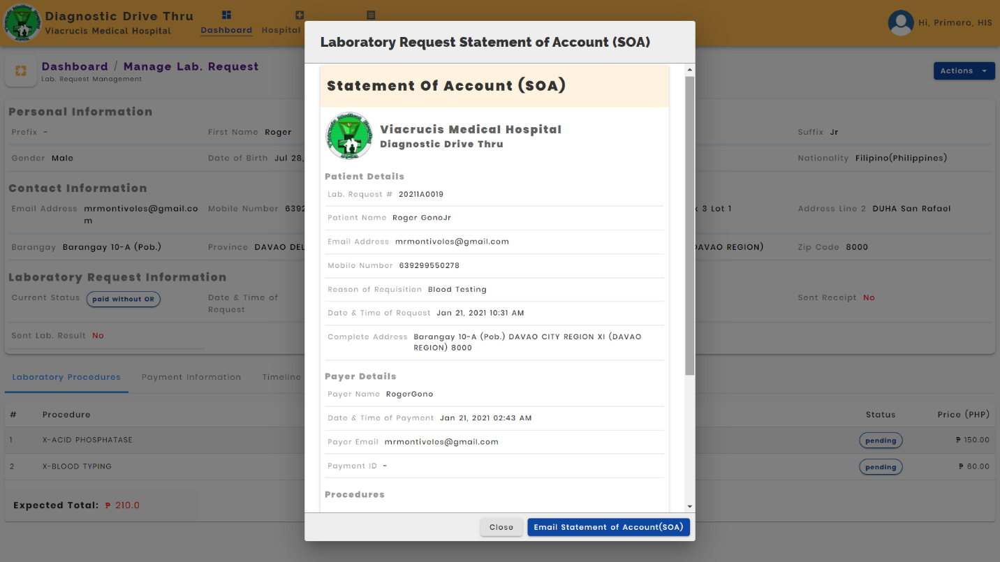 Diagnostic Drive Thru
Viacrucis Medical Hospital
Dashboard
Hospital
Hi, Primero, HIS
Dashboard / Manage Lab. Request
Lab. Request Management
Actions
Personal Information
Prefix -
First Name Roger
Suffix Jr
Gender Male
Date of Birth Jul 28,
Nationality Filipino(Philippines)
Contact Information
Email Address mrmontiveles@gmail.co
m
Mobile Number 6392
3 Lot 1
Address Line 2 DUHA San Rafael
Barangay Barangay 10-A (Pob.)
Province DAVAO DEL
DAVAO REGION)
Zip Code 8000
Laboratory Request Information
Current Status paid without OR
Date & Time of
Request
Sent Receipt No
Sent Lab. Result No
Laboratory Procedures
Payment Information
Timeline
# Procedure Status Price (PHP)
1 X-ACID PHOSPHATASE pending ₱ 150.00
2 X-BLOOD TYPING pending ₱ 60.00
Expected Total: ₱ 210.0
Laboratory Request Statement of Account (SOA)
Statement Of Account (SOA)
Viacrucis Medical Hospital
Diagnostic Drive Thru
Patient Details
Lab. Request # 20211A0019
Patient Name Roger GonoJr
Email Address mrmontiveles@gmail.com
Mobile Number 639299550278
Reason of Requisition Blood Testing
Date & Time of Request Jan 21, 2021 10:31 AM
Complete Address Barangay 10-A (Pob.) DAVAO CITY REGION XI (DAVAO
REGION) 8000
Payer Details
Payer Name RogerGono
Date & Time of Payment Jan 21, 2021 02:43 AM
Payer Email mrmontiveles@gmail.com
Payment ID -
Procedures
Close
Email Statement of Account(SOA)